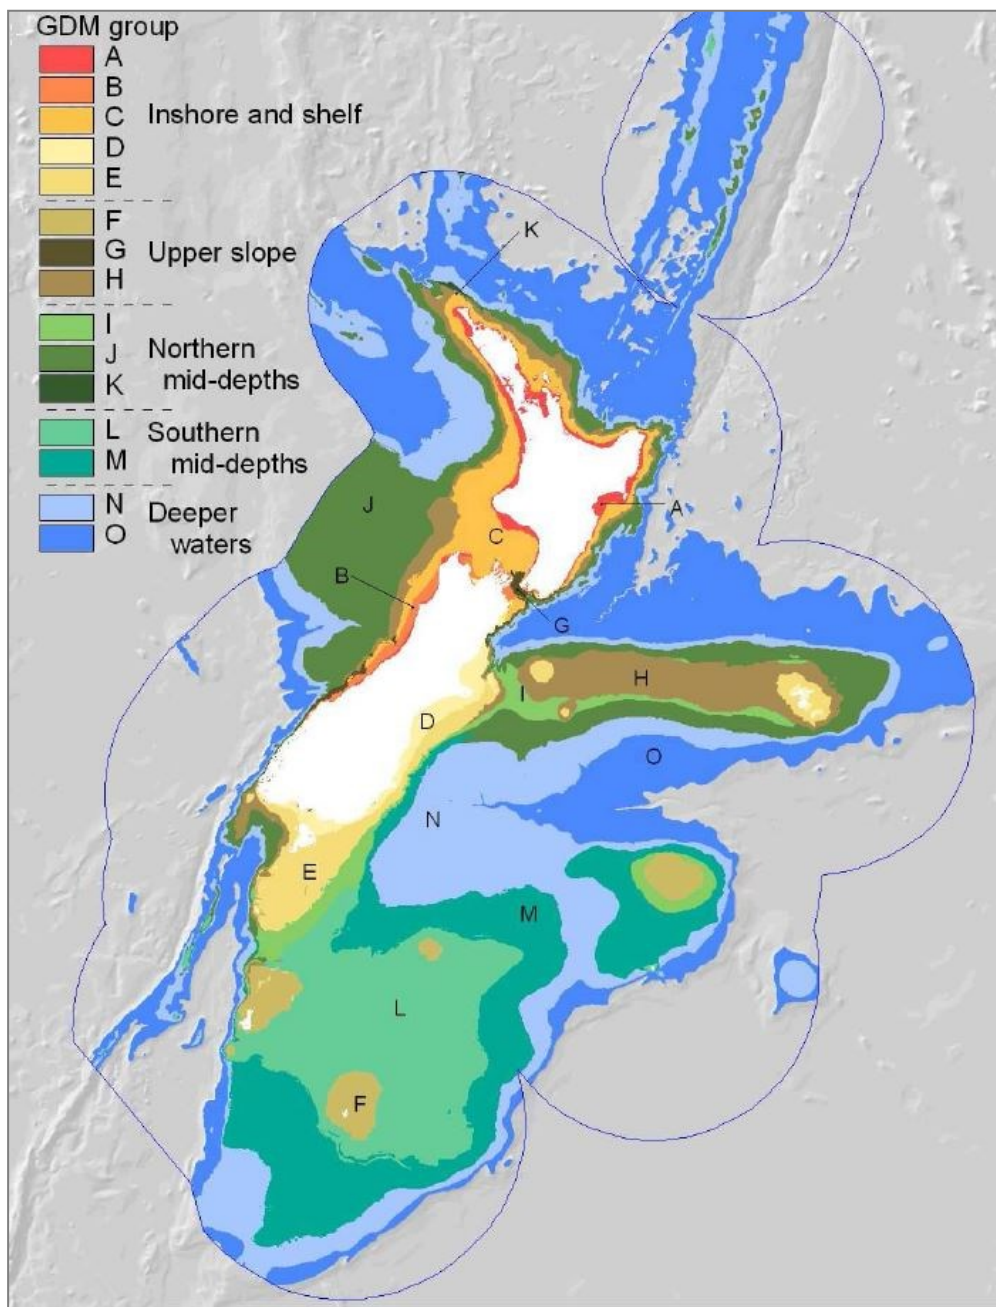 GDM group
A
B
C
Inshore and shelf
D
E
F
G
Upper slope
H
I
J
Northern
mid-depths
K
L
Southern
M
mid-depths
N
Deeper
O
waters
K
J
A
C
B
G
H
I
D
O
N
E
M
L
F